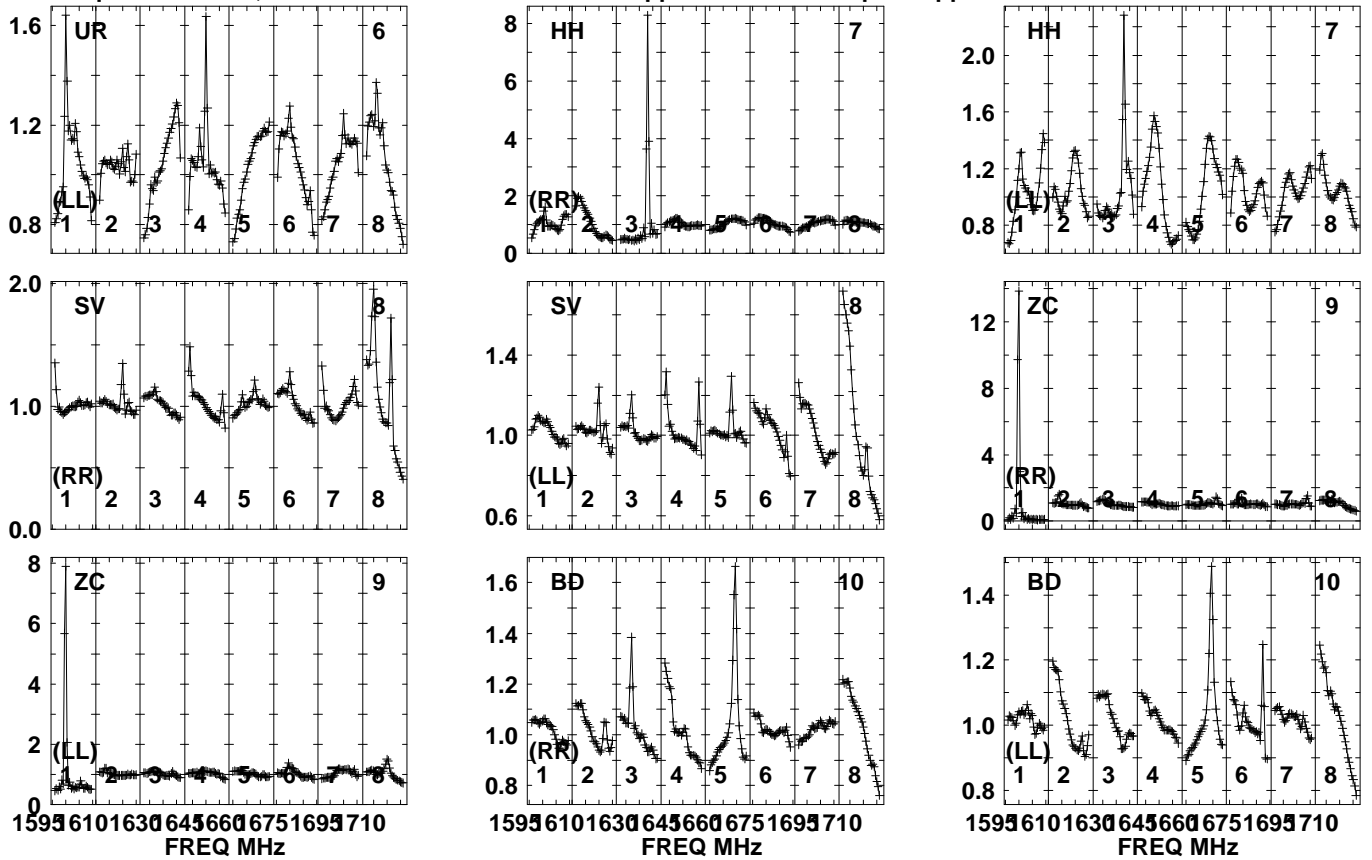 UR 6 HH 7 HH 7
1.6 8 2.0
6
1.2 4 1.6
2 (RR) 1.2
(LL) (LL)
0.8 1 2 3 4 5 6 7 8 0 1 2 3 4 5 6 7 8 0.8 1 2 3 4 5 6 7 8
2.0 SV 8 SV 8 ZC 9
12
1.4
1.0 8
1.0
4
(RR) (LL) (RR)
1 2 3 4 5 6 7 8 1 2 3 4 5 6 7 8 1 2 3 4 5 6 7 8
0.0 0.6 0
8 ZC 9 BD 10 BD 10
1.6 1.4
6
1.4
4 1.2
1.2
2 1.0 1.0
(LL) (RR) (LL)
1 2 3 4 5 6 7 8 1 2 3 4 5 6 7 8 1 2 3 4 5 6 7 8
0 0.8 0.8
1595 1610 1630 1645 1660 1675 1695 1710 1595 1610 1630 1645 1660 1675 1695 1710 1595 1610 1630 1645 1660 1675 1695 1710
FREQ MHz FREQ MHz FREQ MHz